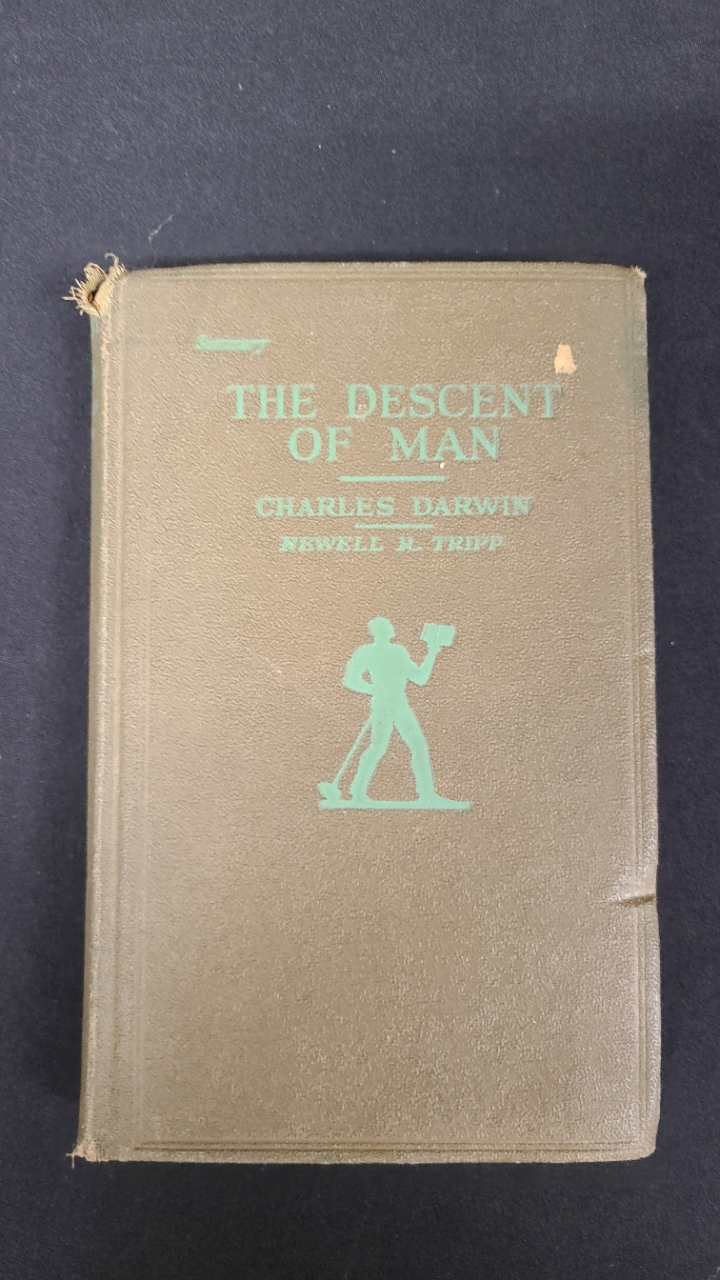 Summary
THE DESCENT
OF MAN
CHARLES DARWIN
NEWELL R. TRIPP